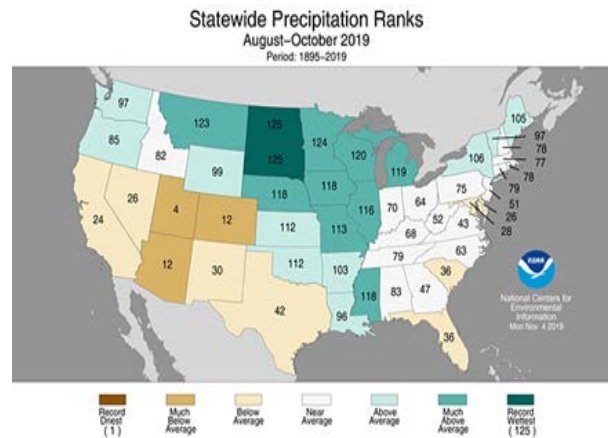 Statewide Precipitation Ranks
August–October 2019
Period: 1895–2019
97
123
125
124
105
85
82
99
125
120
119
106
97
78
77
78
24
26
4
12
118
118
116
70
64
75
79
51
26
28
112
113
68
52
43
12
30
112
103
79
63
42
96
118
83
47
36
36
NOAA
National Centers for
Environmental
Information
Mon Nov 4 2019
Record
Driest
( 1 )
Much
Below
Average
Below
Average
Near
Average
Above
Average
Much
Above
Average
Record
Wettest
( 125 )